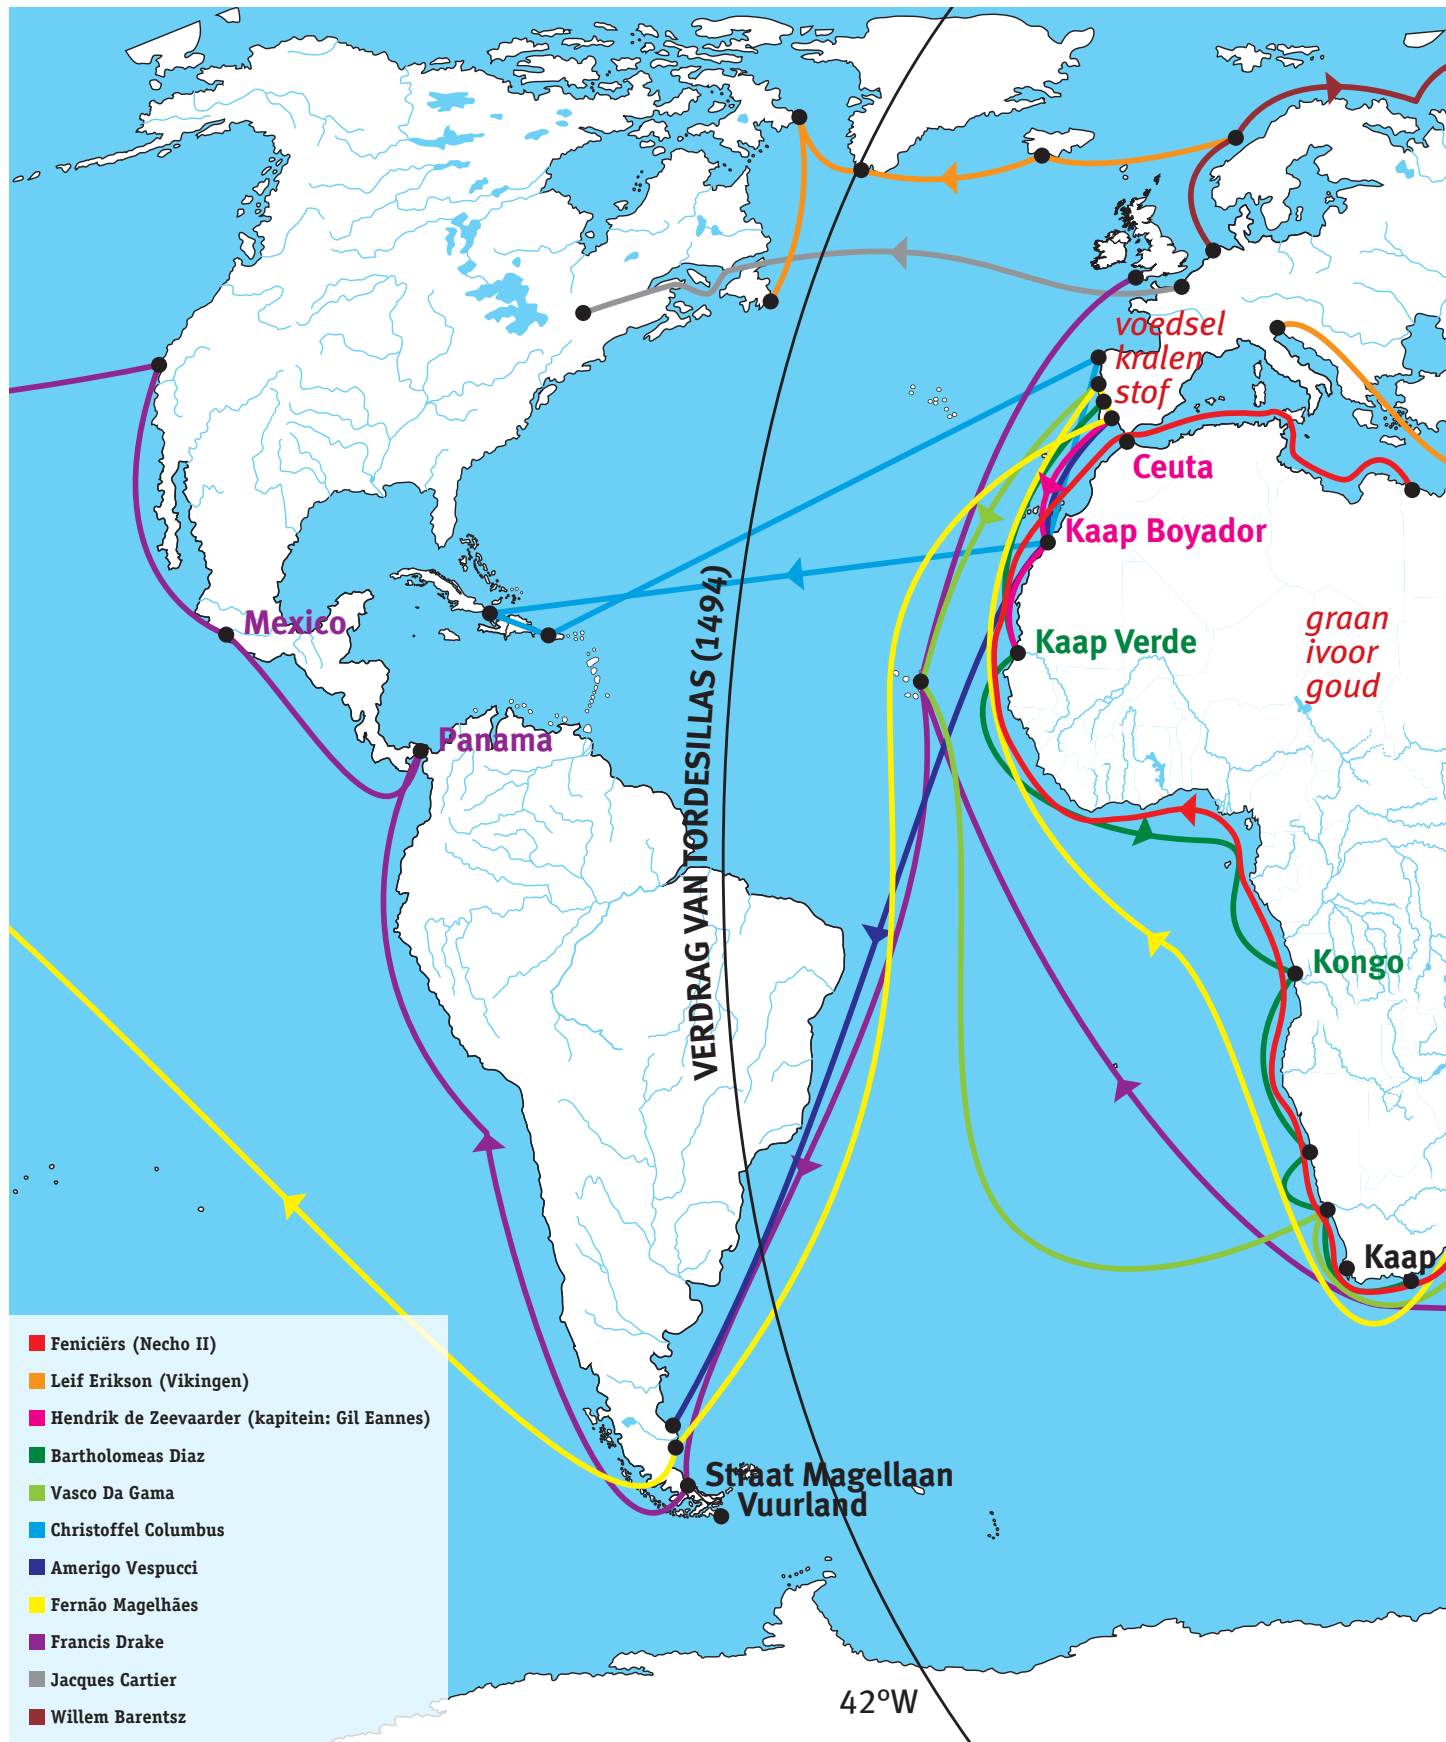 voedsel
kralen
stof
Ceuta
Kaap Boyador
Mexico
Kaap Verde
graan
ivoor
goud
Panama
VERDRAG VAN TORDESILLAS (1494)
Kongo
Kaap
Feniciërs (Necho II)
Leif Erikson (Vikingen)
Hendrik de Zeevaarder (kapitein: Gil Eannes)
Bartholomeas Diaz
Vasco Da Gama
Christoffel Columbus
Amerigo Vespucci
Fernão Magelhães
Francis Drake
Jacques Cartier
Willem Barentsz
Straat Magellaan
Vuurland
42°W